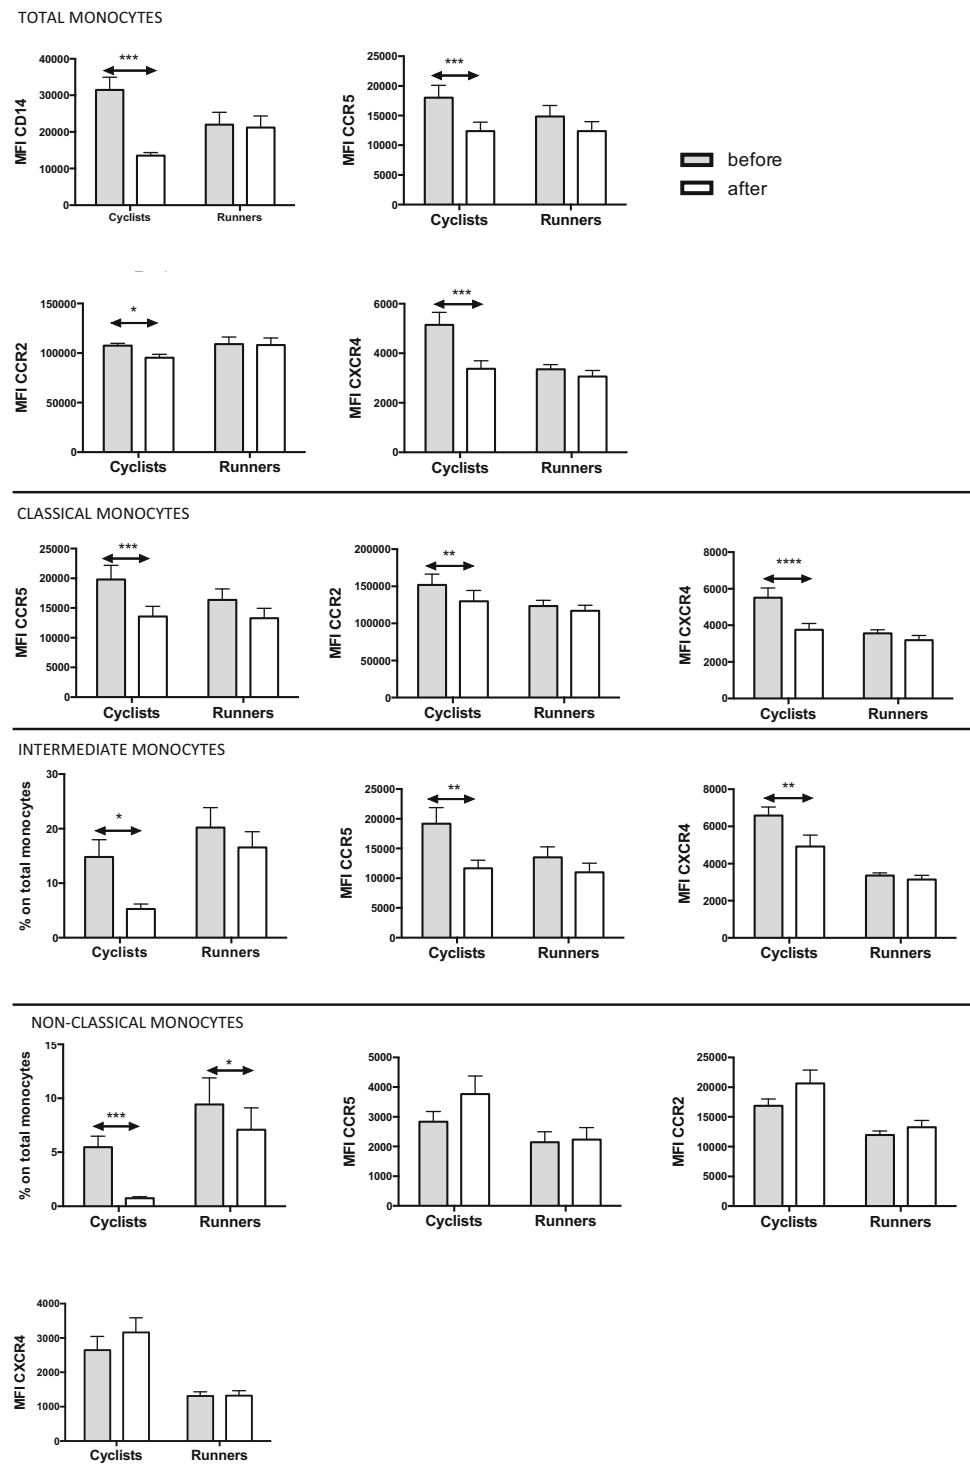 TOTAL MONOCYTES
MFI CD14
40000
30000
20000
10000
0
***
Cyclists
Runners
MFI CCR5
25000
20000
15000
10000
5000
0
***
Cyclists
Runners
before
after
MFI CCR2
150000
100000
50000
0
*
Cyclists
Runners
MFI CXCR4
6000
4000
2000
0
***
Cyclists
Runners
CLASSICAL MONOCYTES
MFI CCR5
25000
20000
15000
10000
5000
0
***
Cyclists
Runners
MFI CCR2
200000
150000
100000
50000
0
**
Cyclists
Runners
MFI CXCR4
8000
6000
4000
2000
0
****
Cyclists
Runners
INTERMEDIATE MONOCYTES
% on total monocytes
30
20
10
0
*
Cyclists
Runners
MFI CCR5
25000
20000
15000
10000
5000
0
**
Cyclists
Runners
MFI CXCR4
8000
6000
4000
2000
0
**
Cyclists
Runners
NON-CLASSICAL MONOCYTES
% on total monocytes
15
10
5
0
***
*
Cyclists
Runners
MFI CCR5
5000
4000
3000
2000
1000
0
Cyclists
Runners
MFI CCR2
25000
20000
15000
10000
5000
0
Cyclists
Runners
MFI CXCR4
4000
3000
2000
1000
0
Cyclists
Runners